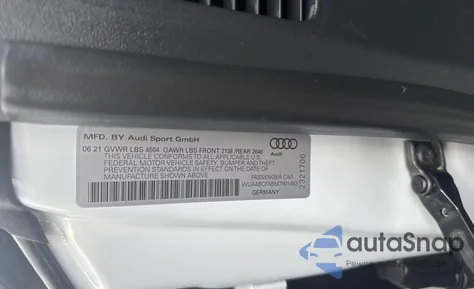 MFD. BY Audi Sport GmbH
06 21 GVWR LBS 4564 GAWR LBS FRONT 2138 /REAR 2646
THIS VEHICLE CONFORMS TO ALL APPLICABLE U.S.
FEDERAL MOTOR VEHICLE SAFETY, BUMPER AND THEFT
PREVENTION STANDARDS IN EFFECT ON THE DATE OF
MANUFACTURE SHOWN ABOVE.
Audi
PASSENGER CAR
GERMANY
2321706
autoSnap